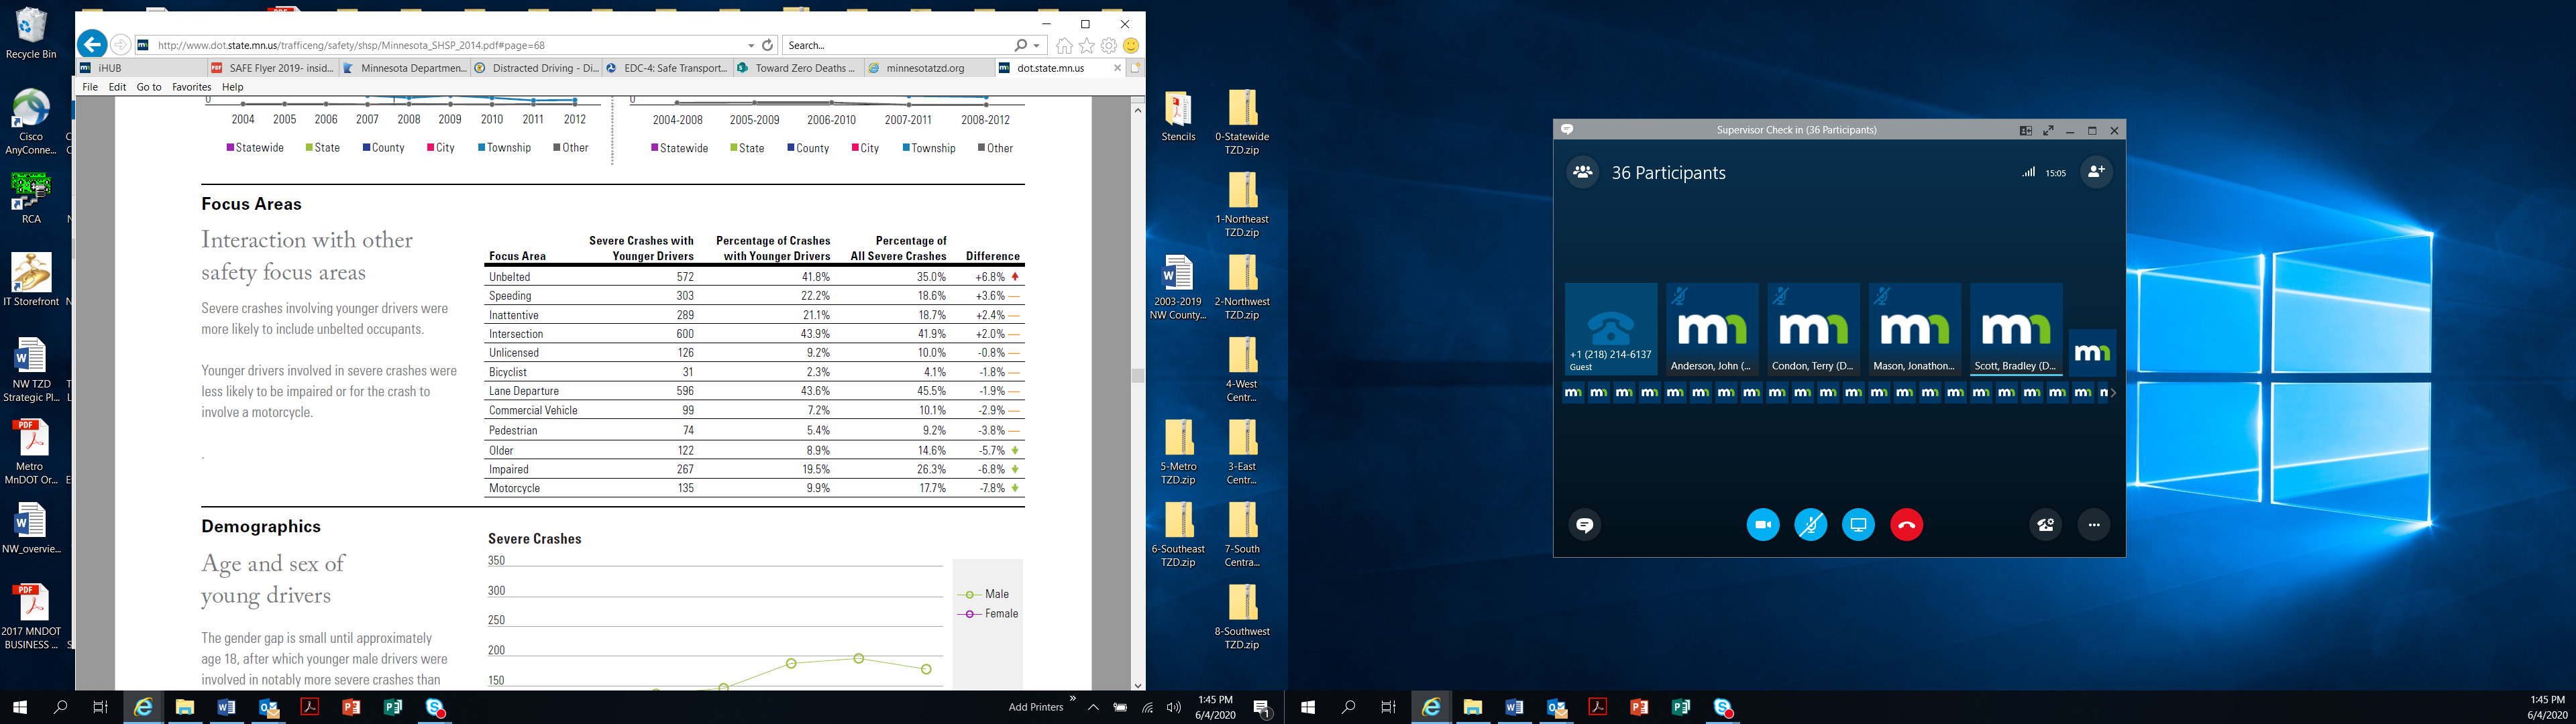 Recycle Bin
Cisco
AnyConne...
RCA
IT Storefront
NW TZD
Strategic Pl...
Metro
MnDOT Or...
NW_overvie...
2017 MNDOT
BUSINESS ...
http://www.dot.state.mn.us/trafficeng/safety/shsp/Minnesota_SHSP_2014.pdf#page=68
Search...
iHUB
SAFE Flyer 2019- insid...
Minnesota Departmen...
Distracted Driving - Di...
EDC-4: Safe Transport...
Toward Zero Deaths ...
minnesotatzd.org
dot.state.mn.us
File Edit Go to Favorites Help
2004 2005 2006 2007 2008 2009 2010 2011 2012
Statewide State County City Township Other
2004-2008 2005-2009 2006-2010 2007-2011 2008-2012
Statewide State County City Township Other
Focus Areas
Interaction with other
safety focus areas
Severe crashes involving younger drivers were
more likely to include unbelted occupants.
Younger drivers involved in severe crashes were
less likely to be impaired or for the crash to
involve a motorcycle.
Severe Crashes with Percentage of Crashes Percentage of
Focus Area Younger Drivers with Younger Drivers All Severe Crashes Difference
Unbelted 572 41.8% 35.0% +6.8%
Speeding 303 22.2% 18.6% +3.6%
Inattentive 289 21.1% 18.7% +2.4%
Intersection 600 43.9% 41.9% +2.0%
Unlicensed 126 9.2% 10.0% -0.8%
Bicyclist 31 2.3% 4.1% -1.8%
Lane Departure 596 43.6% 45.5% -1.9%
Commercial Vehicle 99 7.2% 10.1% -2.9%
Pedestrian 74 5.4% 9.2% -3.8%
Older 122 8.9% 14.6% -5.7%
Impaired 267 19.5% 26.3% -6.8%
Motorcycle 135 9.9% 17.7% -7.8%
Demographics
Age and sex of
young drivers
The gender gap is small until approximately
age 18, after which younger male drivers were
involved in notably more severe crashes than
Severe Crashes
350
300
250
200
150
Male
Female
Stencils
0-Statewide
TZD.zip
1-Northeast
TZD.zip
2003-2019
NW County...
2-Northwest
TZD.zip
4-West
Centr...
5-Metro
TZD.zip
3-East
Centr...
6-Southeast
TZD.zip
7-South
Centra...
8-Southwest
TZD.zip
Supervisor Check in (36 Participants)
36 Participants
15:05
+1 (218) 214-6137
Guest
Anderson, John (...
Condon, Terry (D...
Mason, Jonathon...
Scott, Bradley (D...
Add Printers
1:45 PM
6/4/2020
1
1:45 PM
6/4/2020